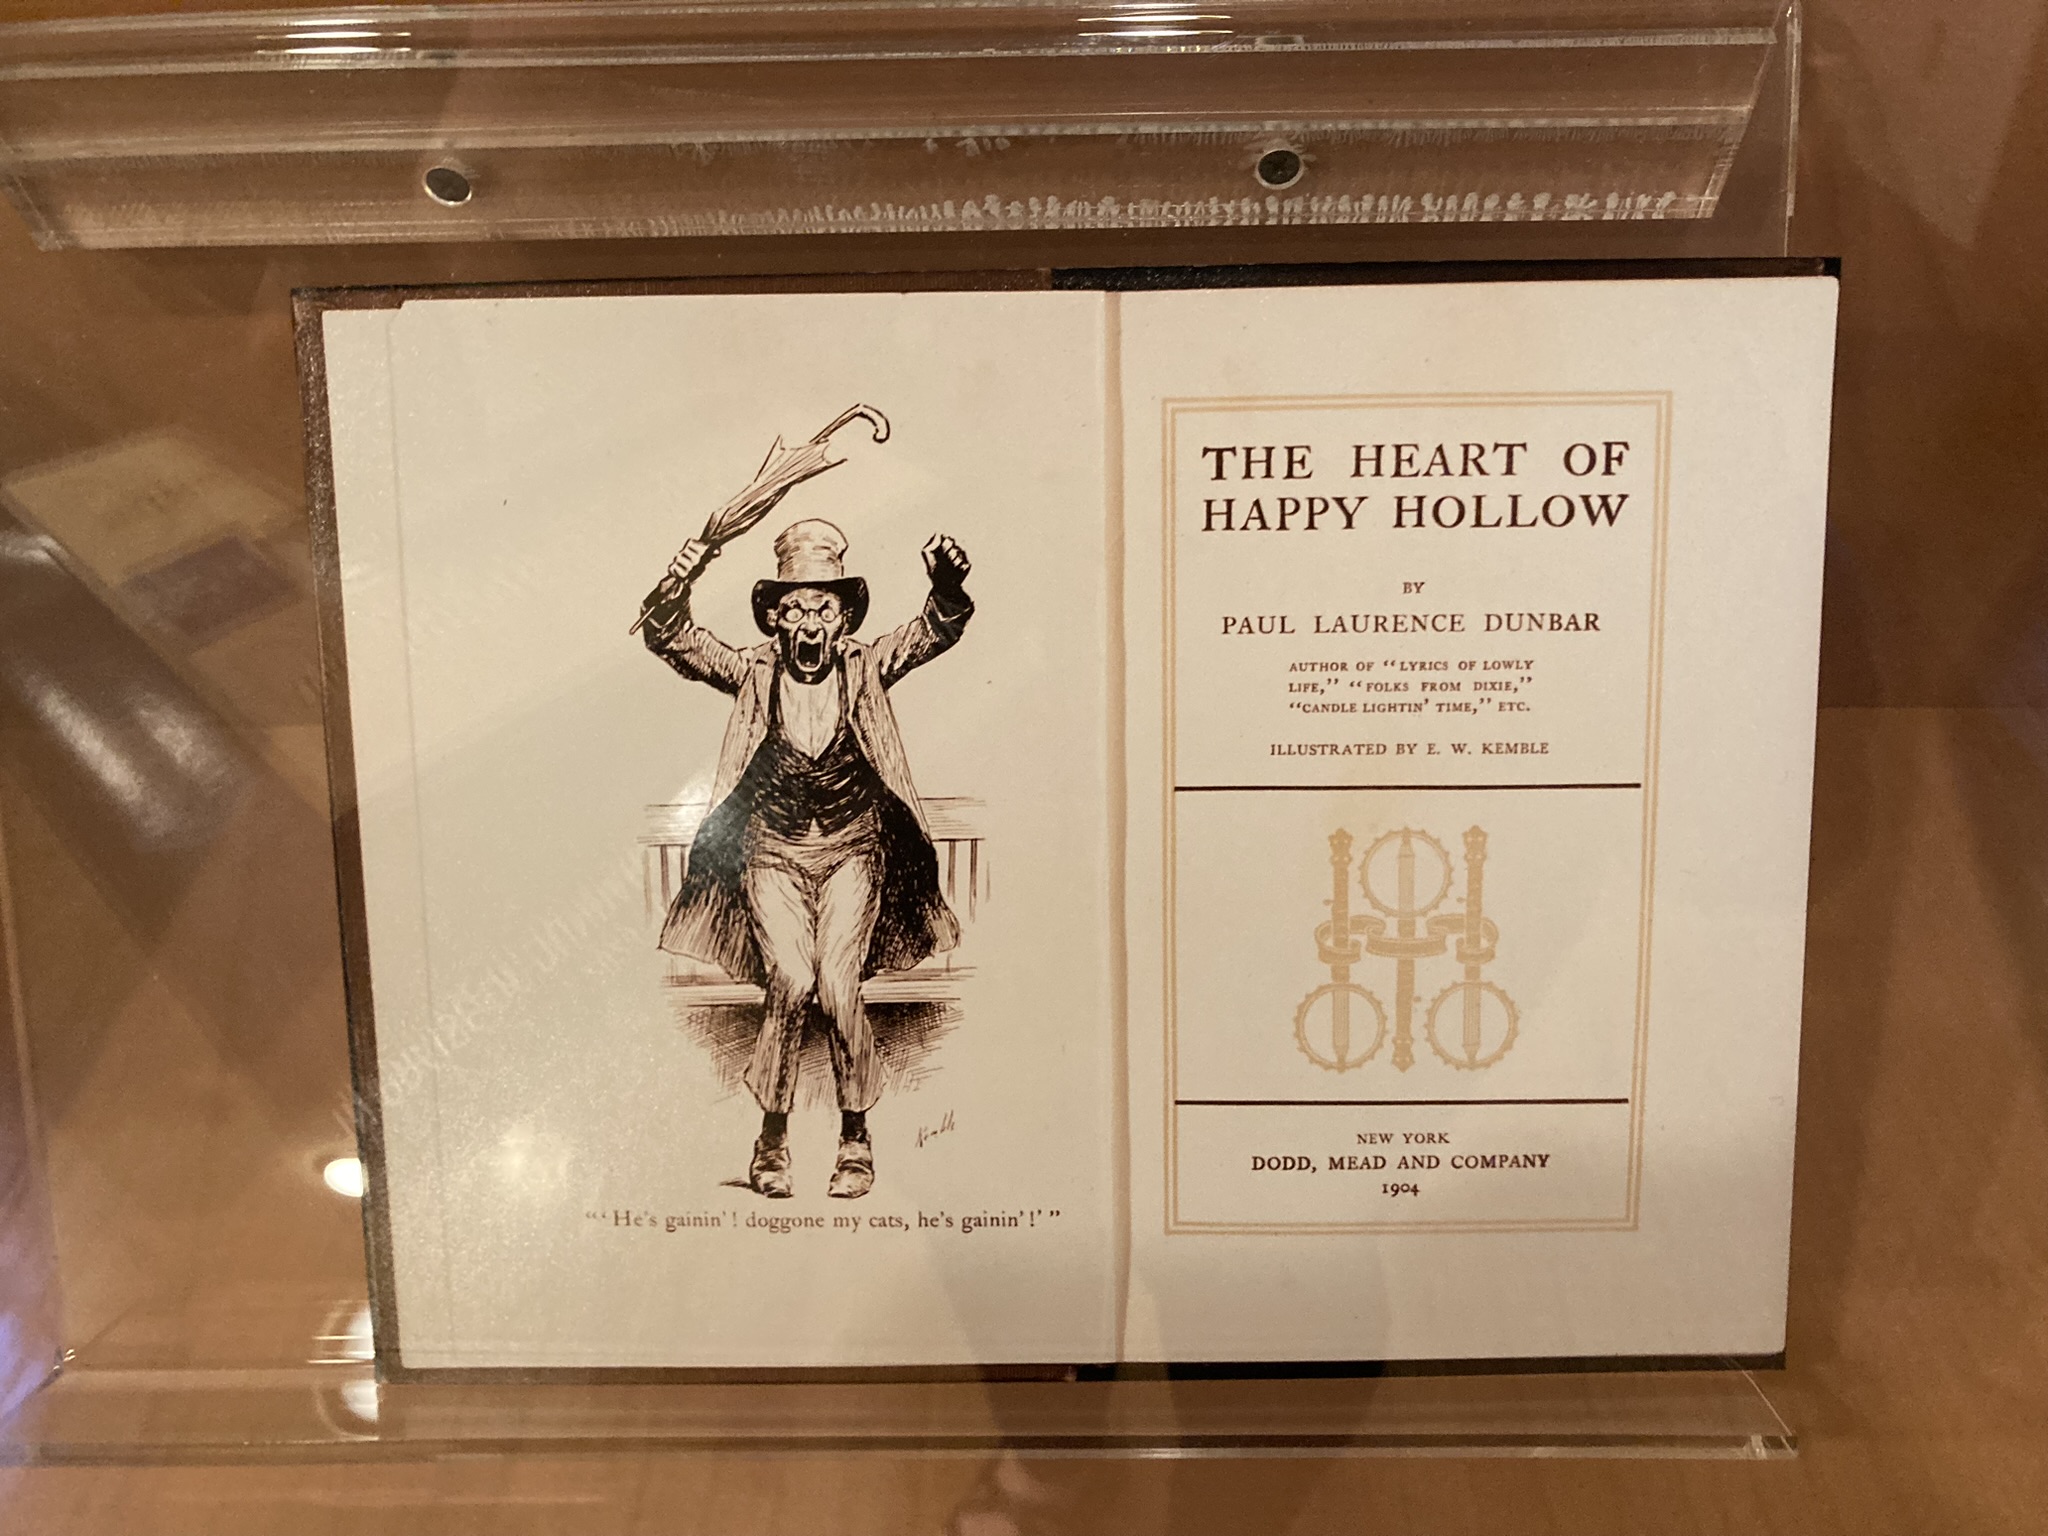 Kemble
“‘He's gainin'! doggone my cats, he's gainin'!’”
THE HEART OF
HAPPY HOLLOW
BY
PAUL LAURENCE DUNBAR
AUTHOR OF “LYRICS OF LOWLY
LIFE,” “FOLKS FROM DIXIE,”
“CANDLE LIGHTIN' TIME,” ETC.
ILLUSTRATED BY E. W. KEMBLE
NEW YORK
DODD, MEAD AND COMPANY
1904